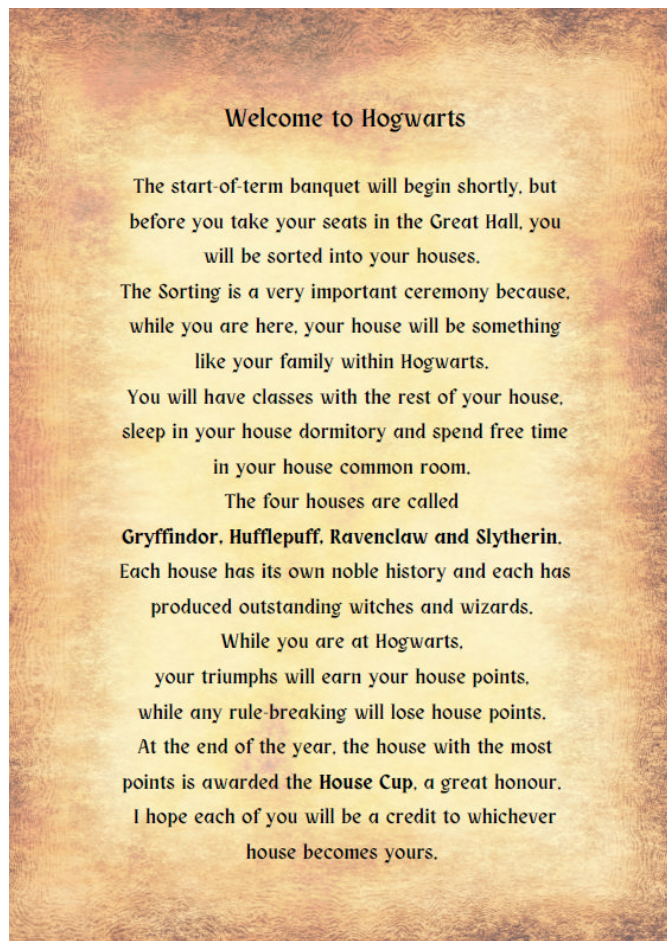 Welcome to Hogwarts
The start-of-term banquet will begin shortly, but
before you take your seats in the Great Hall, you
will be sorted into your houses.
The Sorting is a very important ceremony because,
while you are here, your house will be something
like your family within Hogwarts.
You will have classes with the rest of your house,
sleep in your house dormitory and spend free time
in your house common room.
The four houses are called
Gryffindor, Hufflepuff, Ravenclaw and Slytherin.
Each house has its own noble history and each has
produced outstanding witches and wizards.
While you are at Hogwarts,
your triumphs will earn your house points,
while any rule-breaking will lose house points.
At the end of the year, the house with the most
points is awarded the House Cup, a great honour.
I hope each of you will be a credit to whichever
house becomes yours.